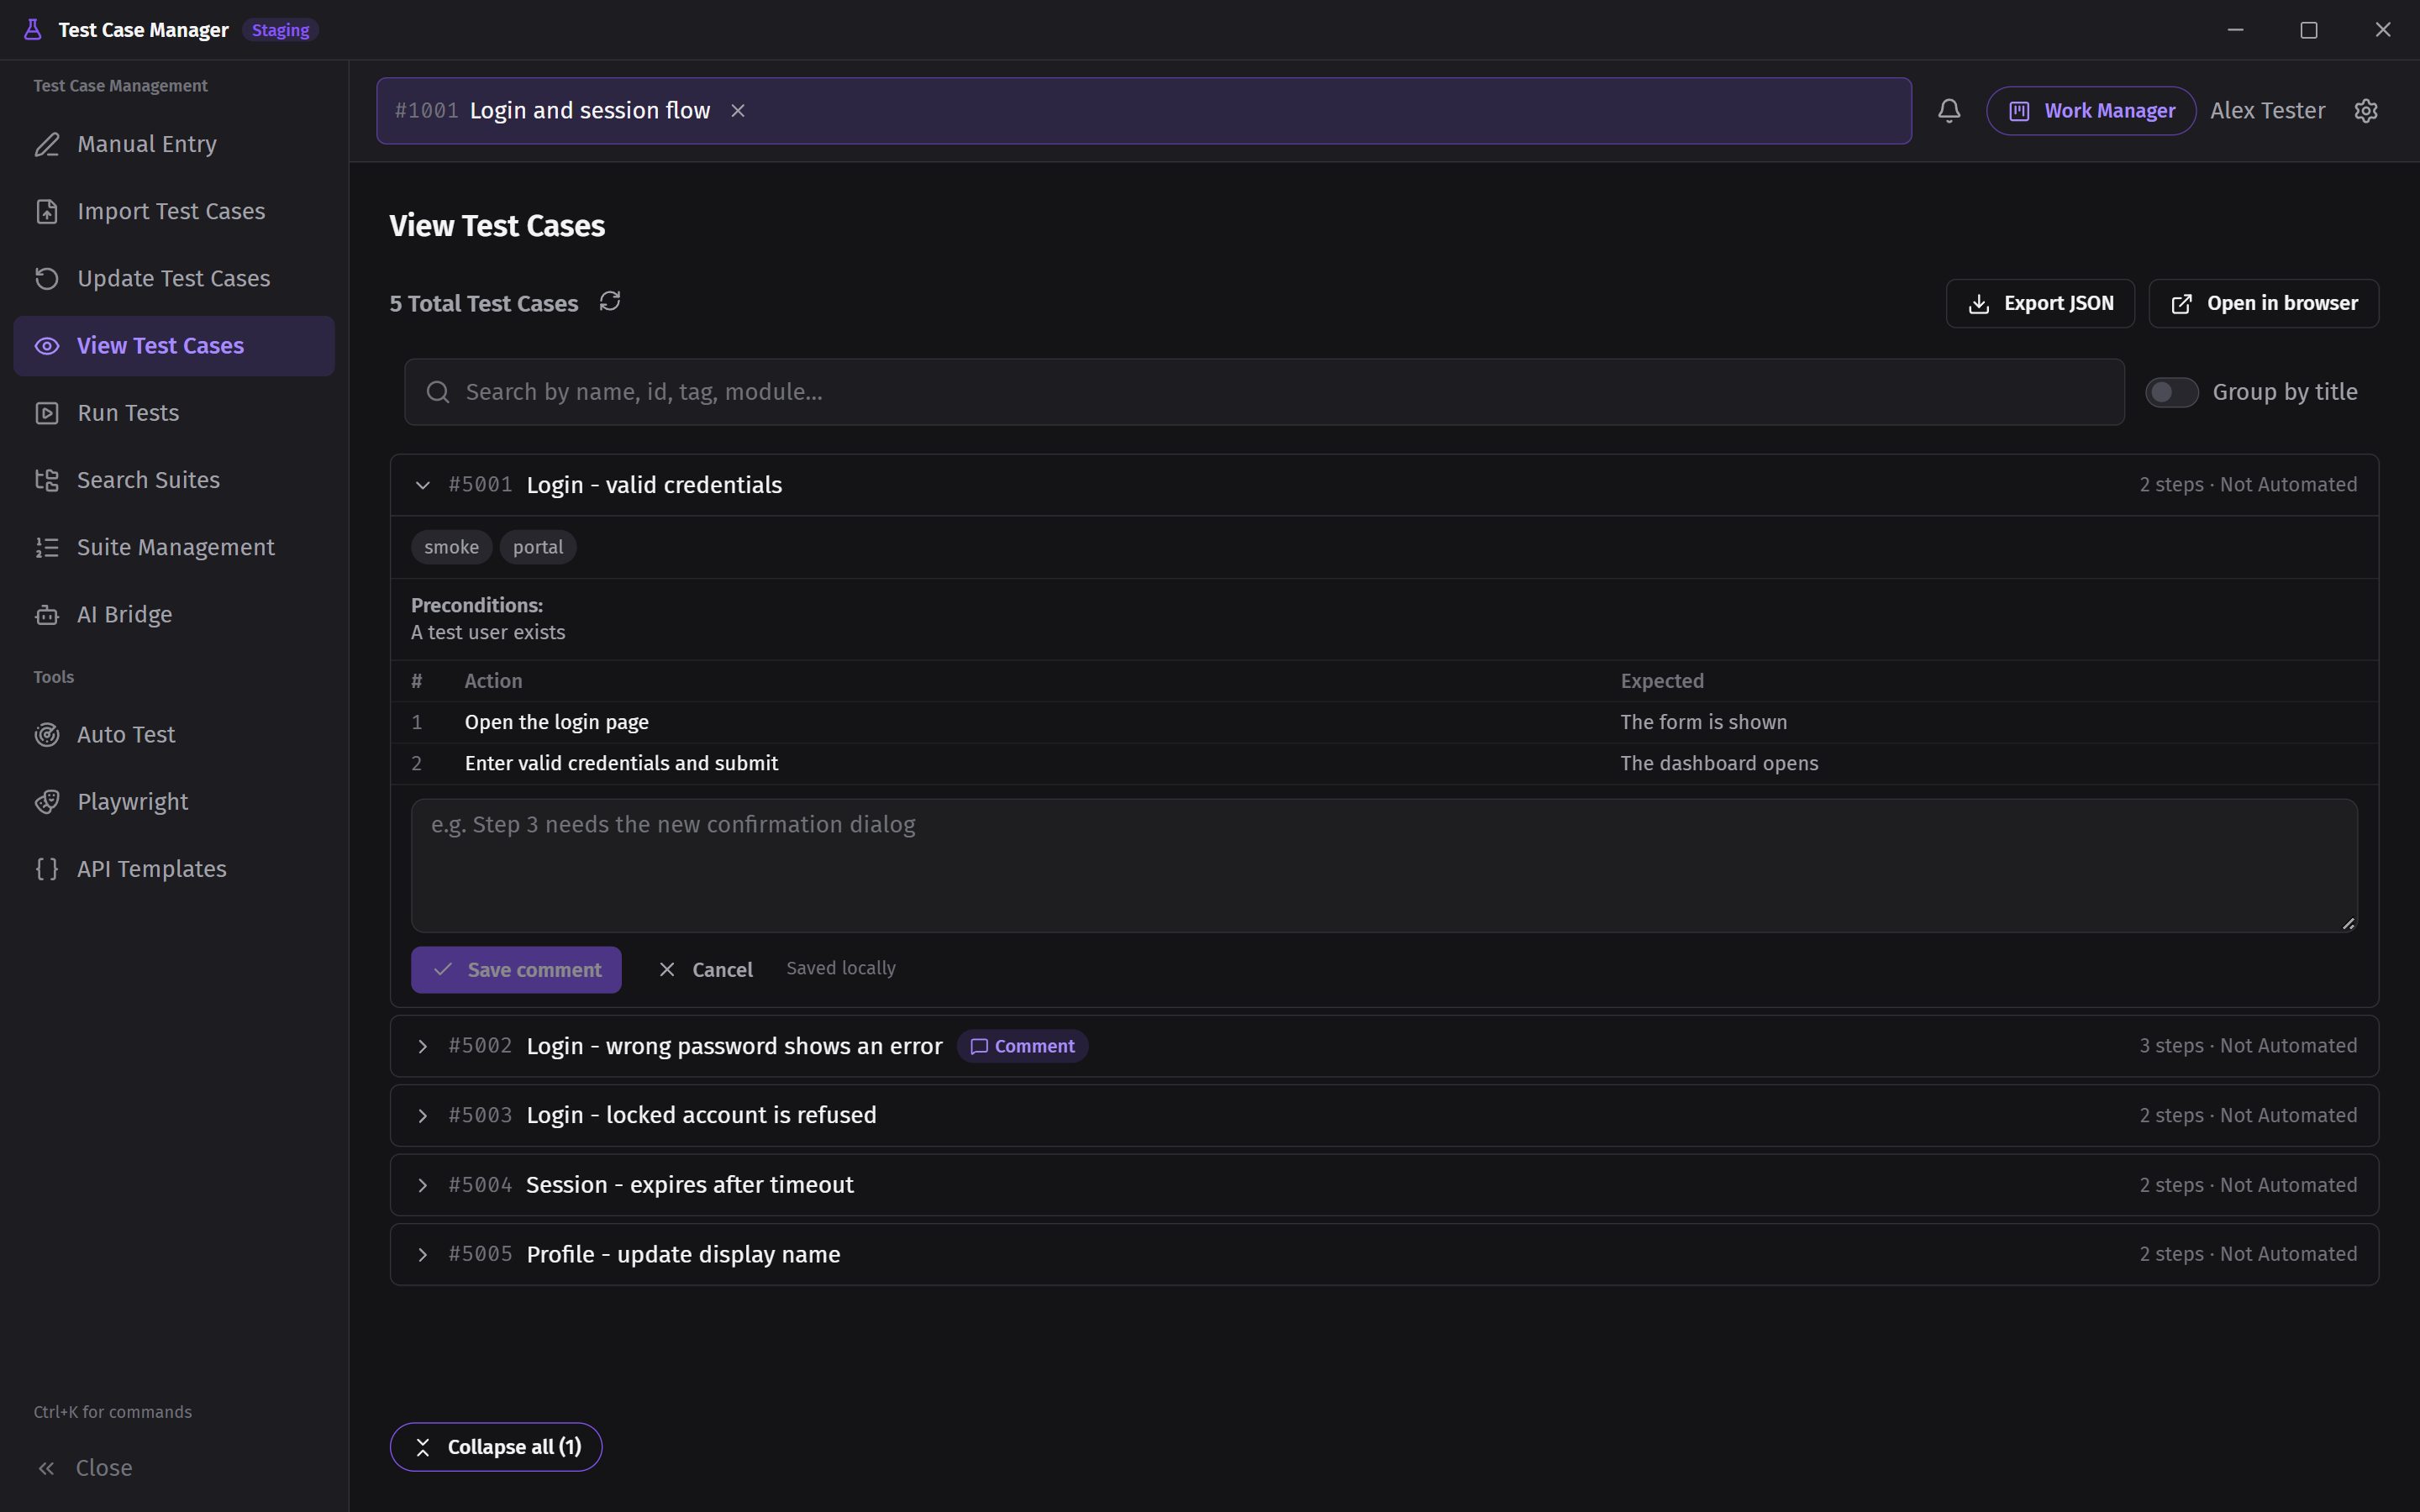 Test Case Manager Staging
Test Case Management
Manual Entry
Import Test Cases
Update Test Cases
View Test Cases
Run Tests
Search Suites
Suite Management
AI Bridge
Tools
Auto Test
Playwright
API Templates
Ctrl+K for commands
Close
#1001 Login and session flow
Work Manager
Alex Tester
View Test Cases
5 Total Test Cases
Export JSON
Open in browser
Search by name, id, tag, module...
Group by title
#5001 Login - valid credentials 2 steps · Not Automated
smoke portal
Preconditions:
A test user exists
# Action Expected
1 Open the login page The form is shown
2 Enter valid credentials and submit The dashboard opens
e.g. Step 3 needs the new confirmation dialog
Save comment Cancel Saved locally
#5002 Login - wrong password shows an error Comment 3 steps · Not Automated
#5003 Login - locked account is refused 2 steps · Not Automated
#5004 Session - expires after timeout 2 steps · Not Automated
#5005 Profile - update display name 2 steps · Not Automated
Collapse all (1)